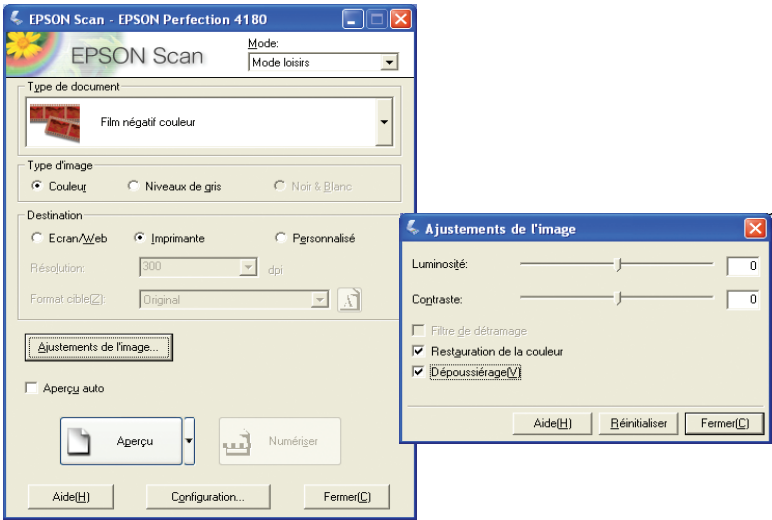 EPSON Scan - EPSON Perfection 4180
EPSON Scan
Mode:
Mode loisirs
Type de document
Film négatif couleur
Type d'image
Couleur
Niveaux de gris
Noir & Blanc
Destination
Ecran/Web
Imprimante
Personnalisé
Résolution:
300
dpi
Format cible(Z):
Original
A
Ajustements de l'image...
Aperçu auto
Aperçu
Numériser
Aide(H)
Configuration...
Fermer(C)
Ajustements de l'image
Luminosité:
0
Contraste:
0
Filtre de détramage
Restauration de la couleur
Dépoussiérage(V)
Aide(H)
Réinitialiser
Fermer(C)